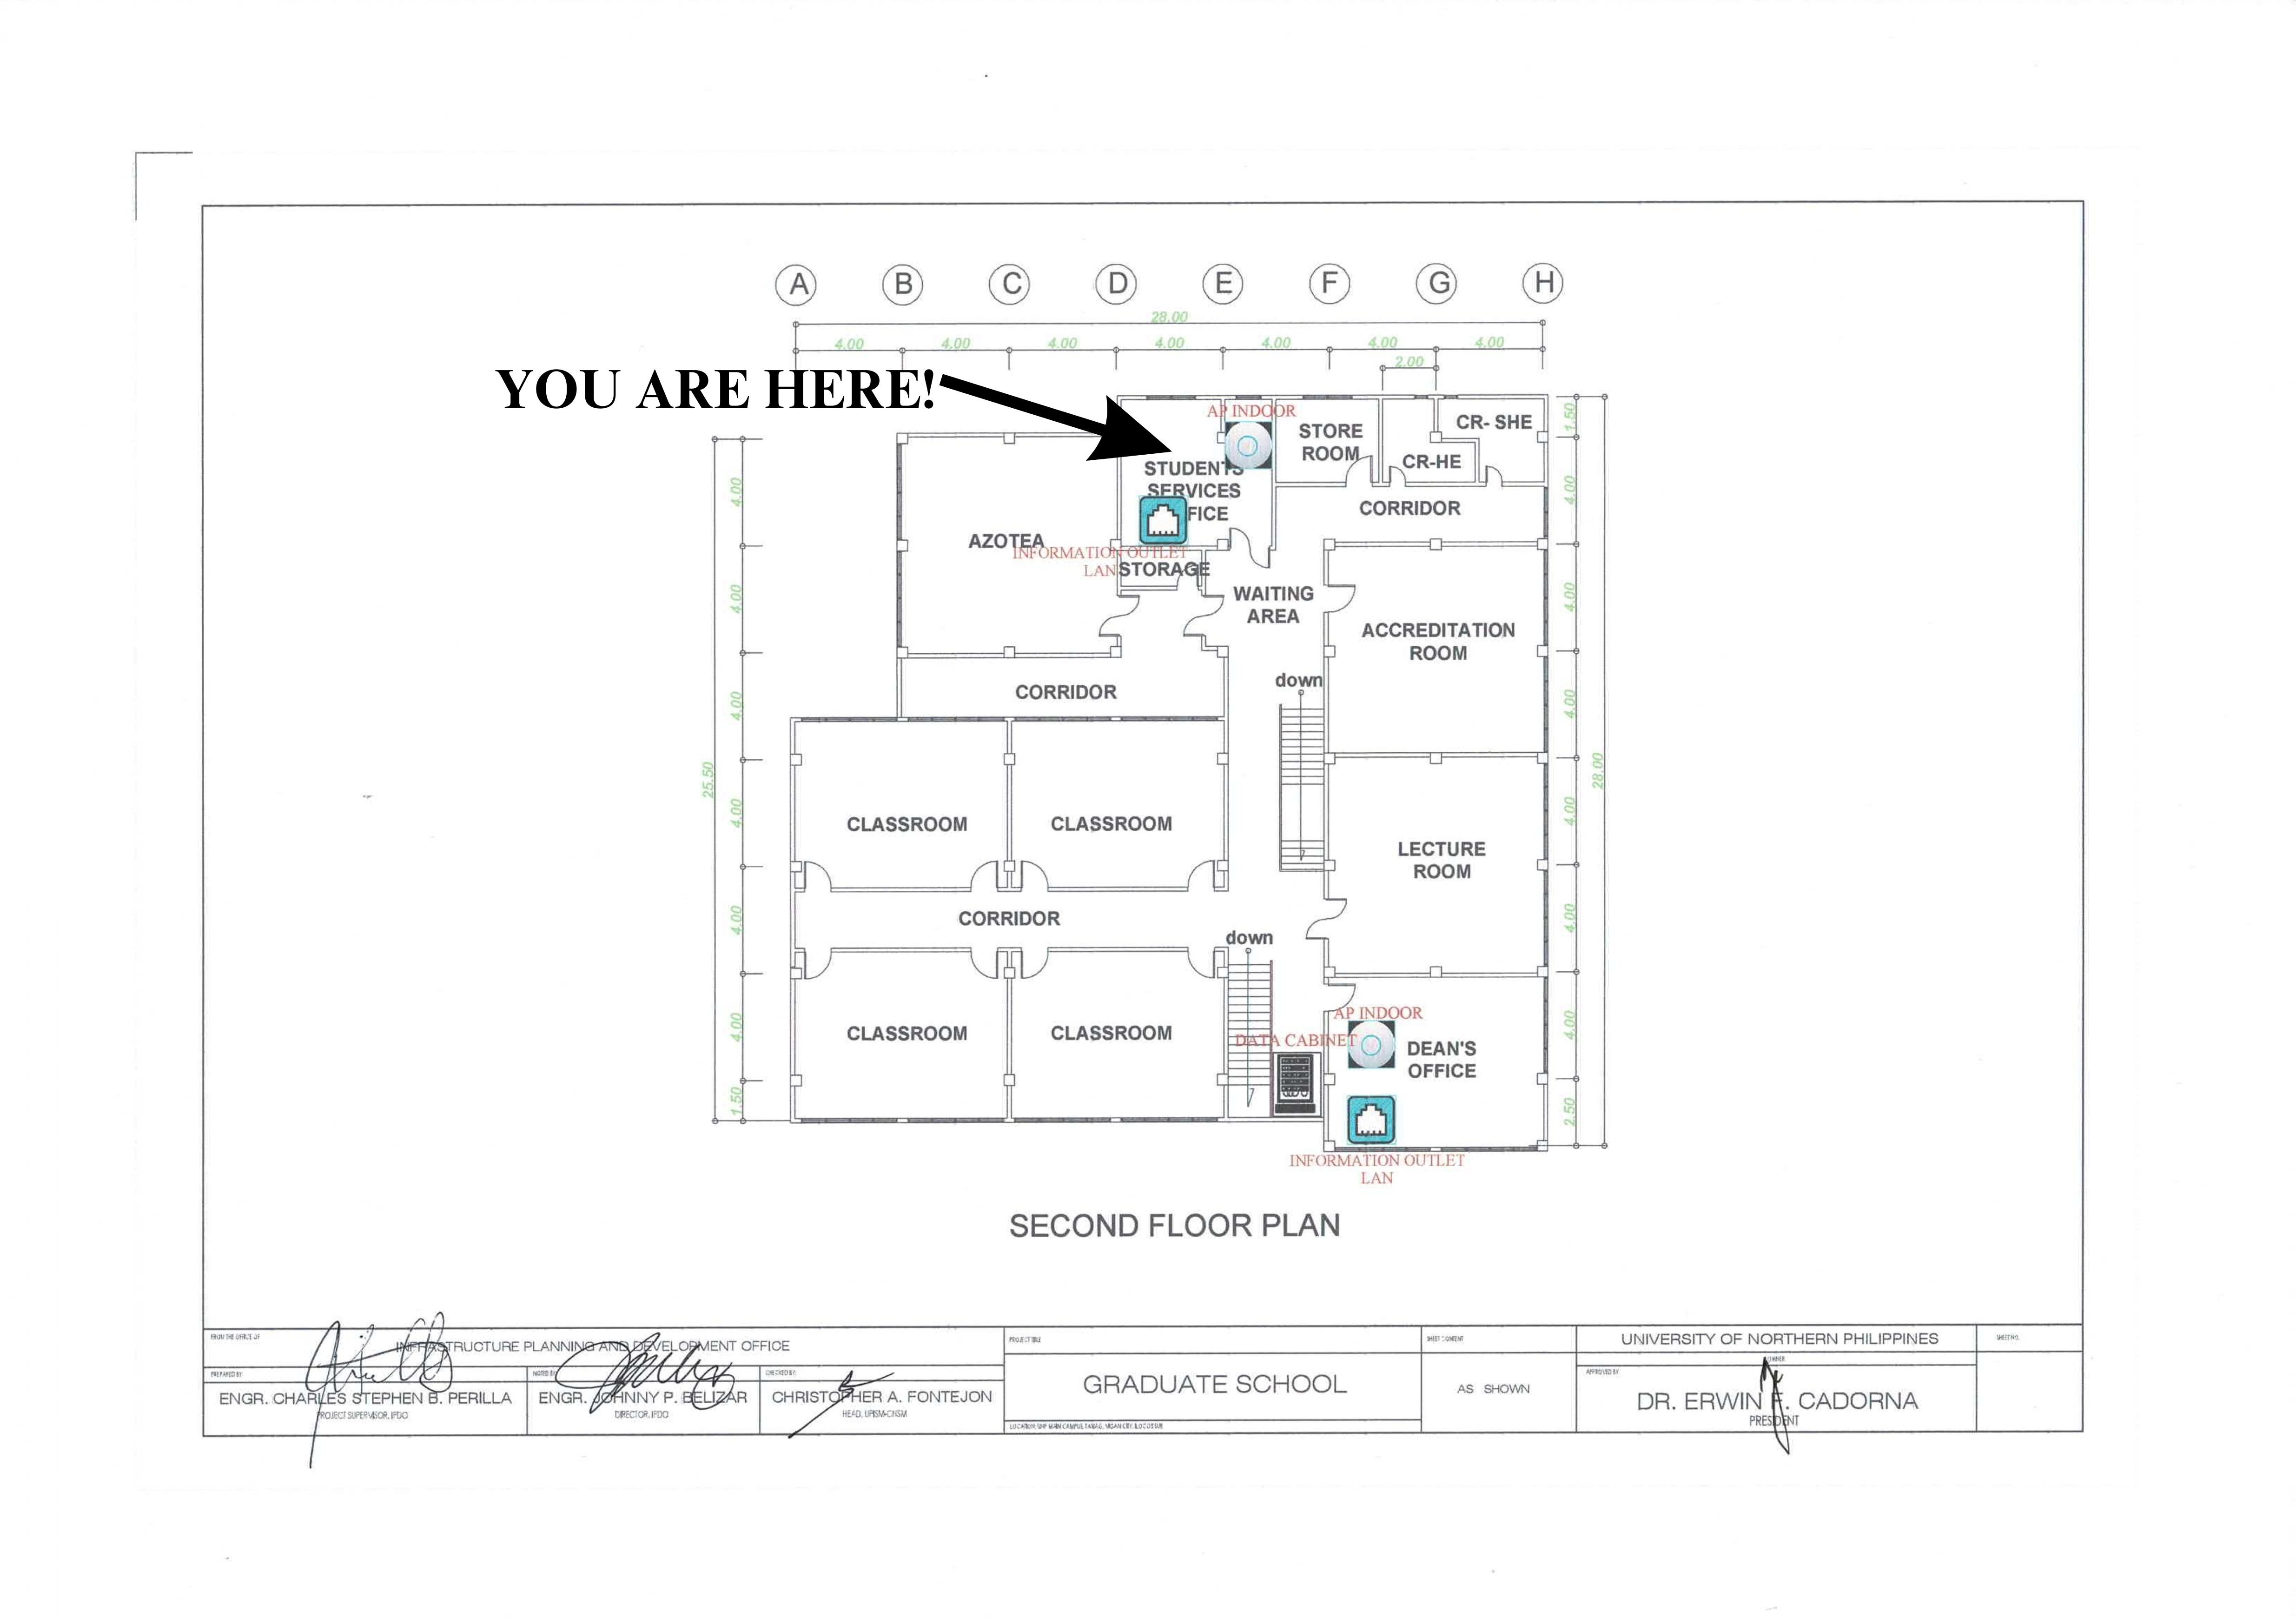 A B C D E F G H
28.00
4.00 4.00 4.00 4.00 4.00 4.00 4.00
2.00
YOU ARE HERE!
AP INDOOR
STORE
ROOM
CR- SHE
CR-HE
1.50
STUDENTS
SERVICES
FICE
CORRIDOR
4.00
4.00
AZOTEA
INFORMATION OUTLET
LAN
STORAGE
WAITING
AREA
4.00
4.00
ACCREDITATION
ROOM
down
CORRIDOR
4.00
4.00
25.50
28.00
CLASSROOM
CLASSROOM
4.00
4.00
LECTURE
ROOM
CORRIDOR
4.00
4.00
down
CLASSROOM
CLASSROOM
4.00
4.00
AP INDOOR
DATA CABINET
DEAN'S
OFFICE
1.50
2.50
INFORMATION OUTLET
LAN
SECOND FLOOR PLAN
FROM THE OFFICE OF
INFRASTRUCTURE PLANNING AND DEVELOPMENT OFFICE
PREPARED BY:
ENGR. CHARLES STEPHEN B. PERILLA
PROJECT SUPERVISOR, IPDO
NOTED BY:
ENGR. JOHNNY P. BELIZAR
DIRECTOR, IPDO
CHECKED BY:
CHRISTOPHER A. FONTEJON
HEAD, UPISM-CNSM
PROJECT TITLE
GRADUATE SCHOOL
LOCATION: UNP MAIN CAMPUS, TAMAG, VIGAN CITY, ILOCOS SUR
SHEET CONTENT
AS SHOWN
UNIVERSITY OF NORTHERN PHILIPPINES
OWNER
APPROVED BY
DR. ERWIN F. CADORNA
PRESIDENT
SHEET NO.